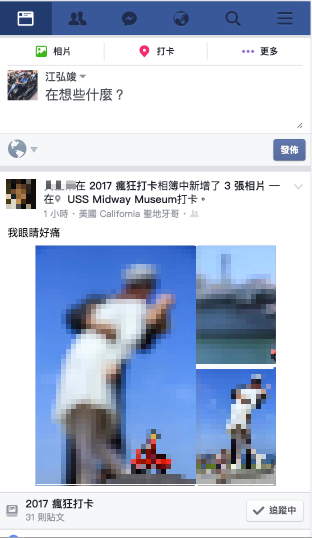 相片 打卡 更多
江弘竣
在想些什麼？
發佈
在 2017 瘋狂打卡相簿中新增了 3 張相片 —
在 USS Midway Museum打卡。
1 小時 · 美國 California 聖地牙哥 ·
我眼睛好痛
2017 瘋狂打卡
31 則貼文
追蹤中